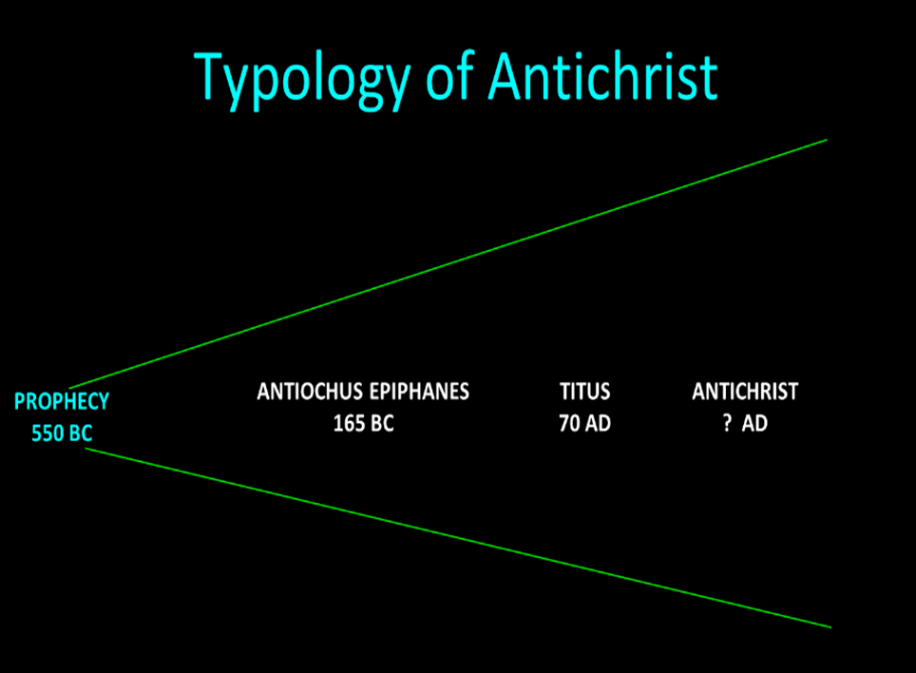 Typology of Antichrist
PROPHECY
550 BC
ANTIOCHUS EPIPHANES
165 BC
TITUS
70 AD
ANTICHRIST
? AD